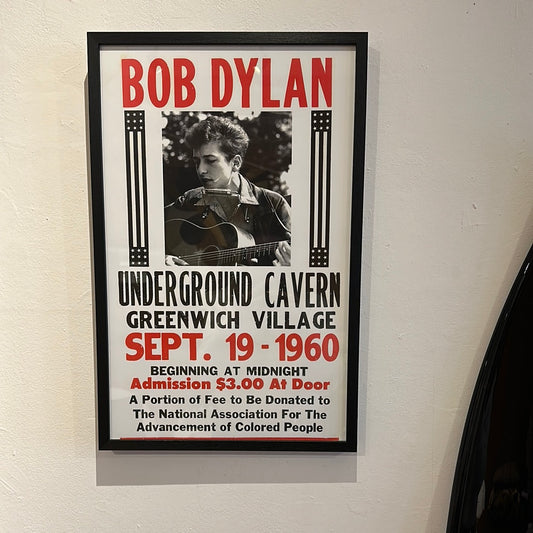 BOB DYLAN
UNDERGROUND CAVERN
GREENWICH VILLAGE
SEPT. 19 - 1960
BEGINNING AT MIDNIGHT
Admission $3.00 At Door
A Portion of Fee to Be Donated to
The National Association For The
Advancement of Colored People